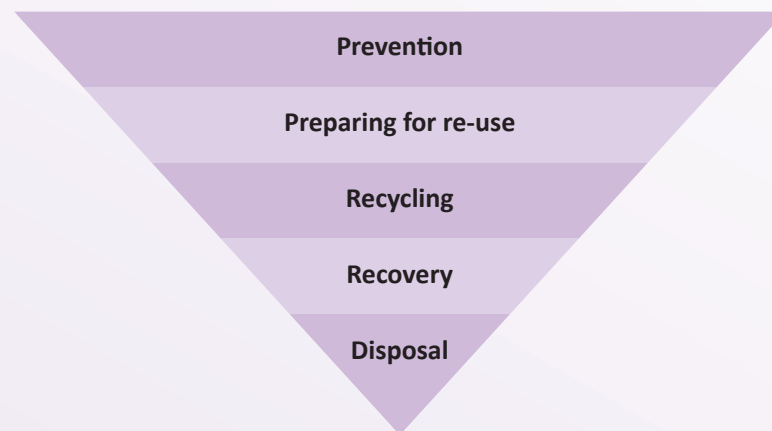 Prevention
Preparing for re-use
Recycling
Recovery
Disposal